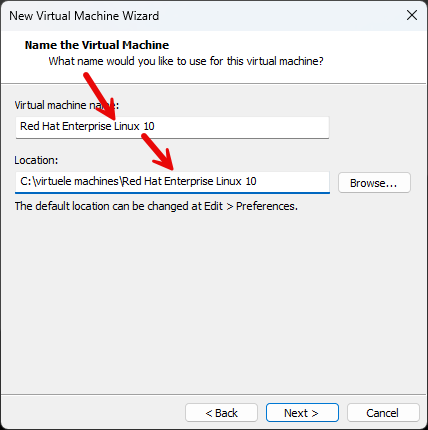 New Virtual Machine Wizard
Name the Virtual Machine
What name would you like to use for this virtual machine?
Virtual machine name:
Red Hat Enterprise Linux 10
Location:
C:\virtuele machines\Red Hat Enterprise Linux 10
Browse...
The default location can be changed at Edit > Preferences.
< Back
Next >
Cancel